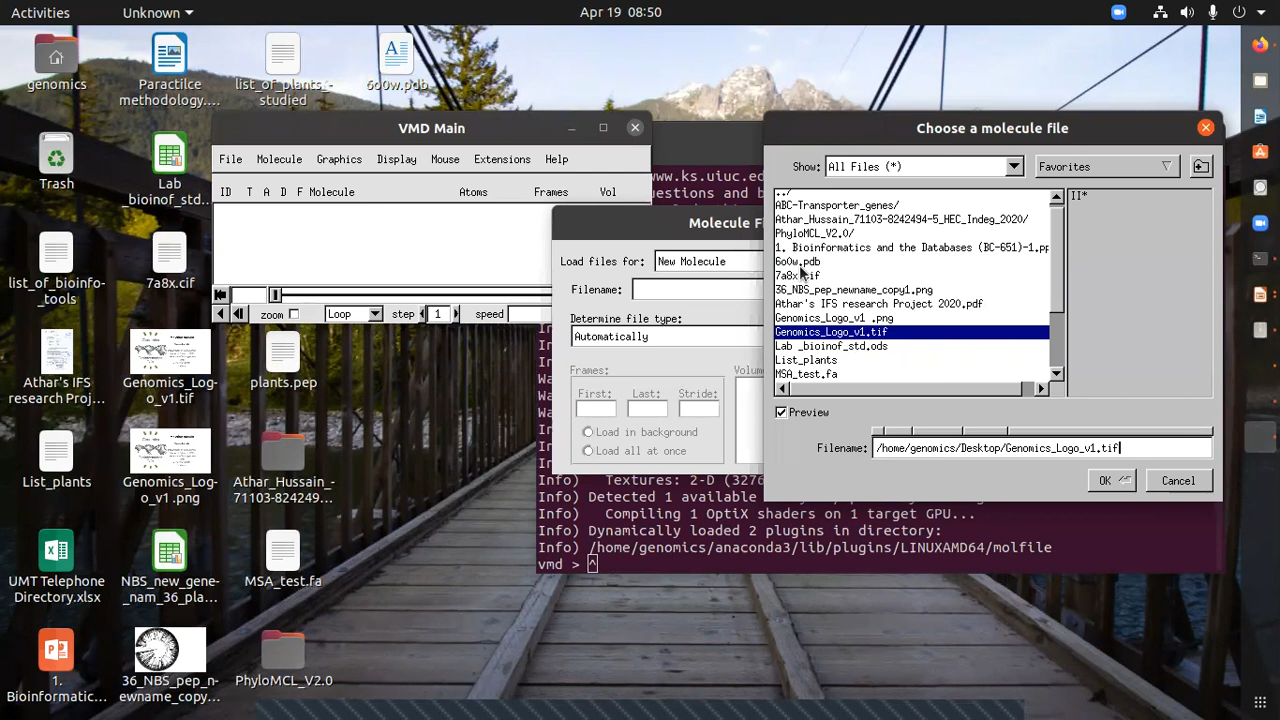 Activities
Unknown
Apr 19 08:50
genomics
Paractilce
methodology....
list_of_plants_-
studied
6o0w.pdb
Trash
Lab
bioinof_std...
list_of_bioinfo-
-tools
7a8x.cif
Athar's IFS
research Proj...
Genomics_Log-
o_v1.tif
plants.pep
List_plants
Genomics_Log-
o_v1 .png
Athar_Hussain_-
71103-824249...
UMT Telephone
Directory.xlsx
NBS_new_gene-
nam_36_pla...
MSA_test.fa
1.
Bioinformatic...
36_NBS_pep_n-
ewname_copy...
PhyloMCL_V2.0
VMD Main
File Molecule Graphics Display Mouse Extensions Help
ID T A D F Molecule Atoms Frames Vol
zoom Loop step 1 speed
www.ks.uiuc.ed
uestions and b
Molecule Fi
Load files for: New Molecule
Filename:
Determine file type:
Automatically
Frames:
Volume
First: Last: Stride:
Load in background
Load all at once
Choose a molecule file
Show: All Files (*) Favorites
../
ABC-Transporter_genes/
Athar_Hussain_71103-8242494-5_HEC_Indeg_2020/
PhyloMCL_V2.0/
1. Bioinformatics and the Databases (BC-651)-1.pp
6o0w.pdb
7a8x.cif
36_NBS_pep_newname_copy1.png
Athar's IFS research Project 2020.pdf
Genomics_Logo_v1 .png
Genomics_Logo_v1.tif
Lab _bioinof_std.ods
List_plants
MSA_test.fa
II*
Preview
Filename: /home/genomics/Desktop/Genomics_Logo_v1.tif
OK Cancel
Info) Textures: 2-D (3276
Info) Detected 1 available
Info) Compiling 1 OptiX shaders on 1 target GPU...
Info) Dynamically loaded 2 plugins in directory:
Info) /home/genomics/anaconda3/lib/plugins/LINUXAMD64/molfile
vmd > ^